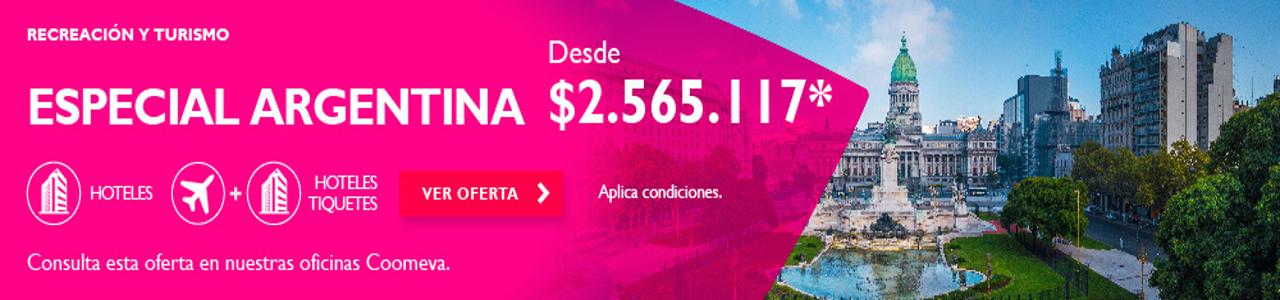 RECREACIÓN Y TURISMO
ESPECIAL ARGENTINA
Desde
$2.565.117*
HOTELES
+
HOTELES
TIQUETES
VER OFERTA
Aplica condiciones.
Consulta esta oferta en nuestras oficinas Coomeva.